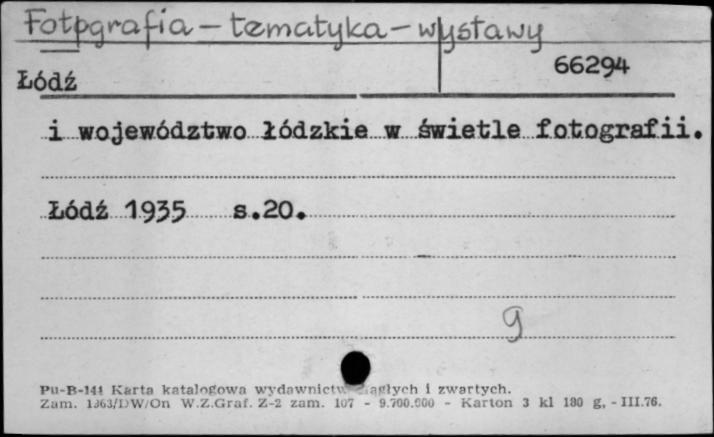 Fotografia – tematyka – wystawy
66294
Łódź
i województwo łódzkie w świetle fotografii.
Łódź 1935 s.20.
g
Pu-B-141 Karta katalogowa wydawnictw ciągłych i zwartych.
Zam. 1363/DW/On W.Z.Graf. Z-2 zam. 107 - 9.700.000 - Karton 3 kl 180 g, - III.76.